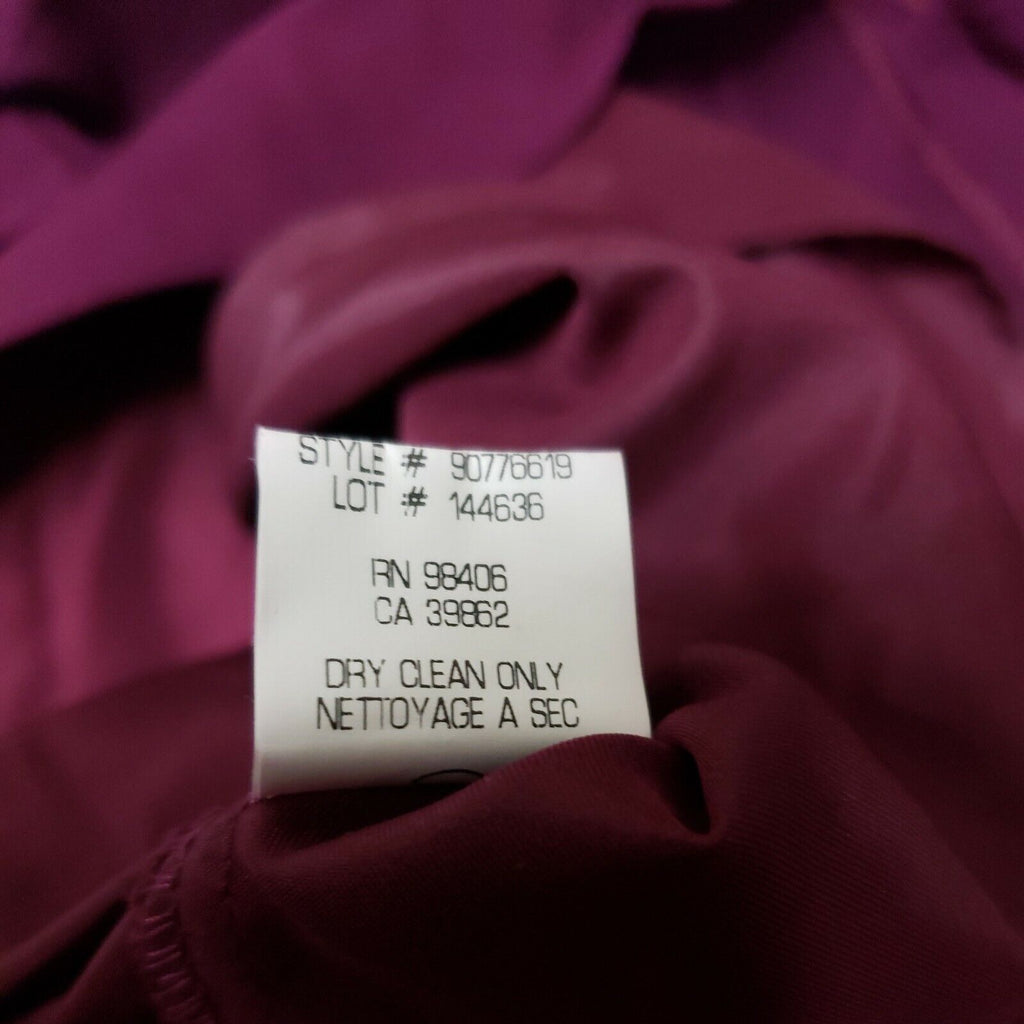 STYLE # 90776619
LOT # 144636
RN 98406
CA 39862
DRY CLEAN ONLY
NETTOYAGE A SEC